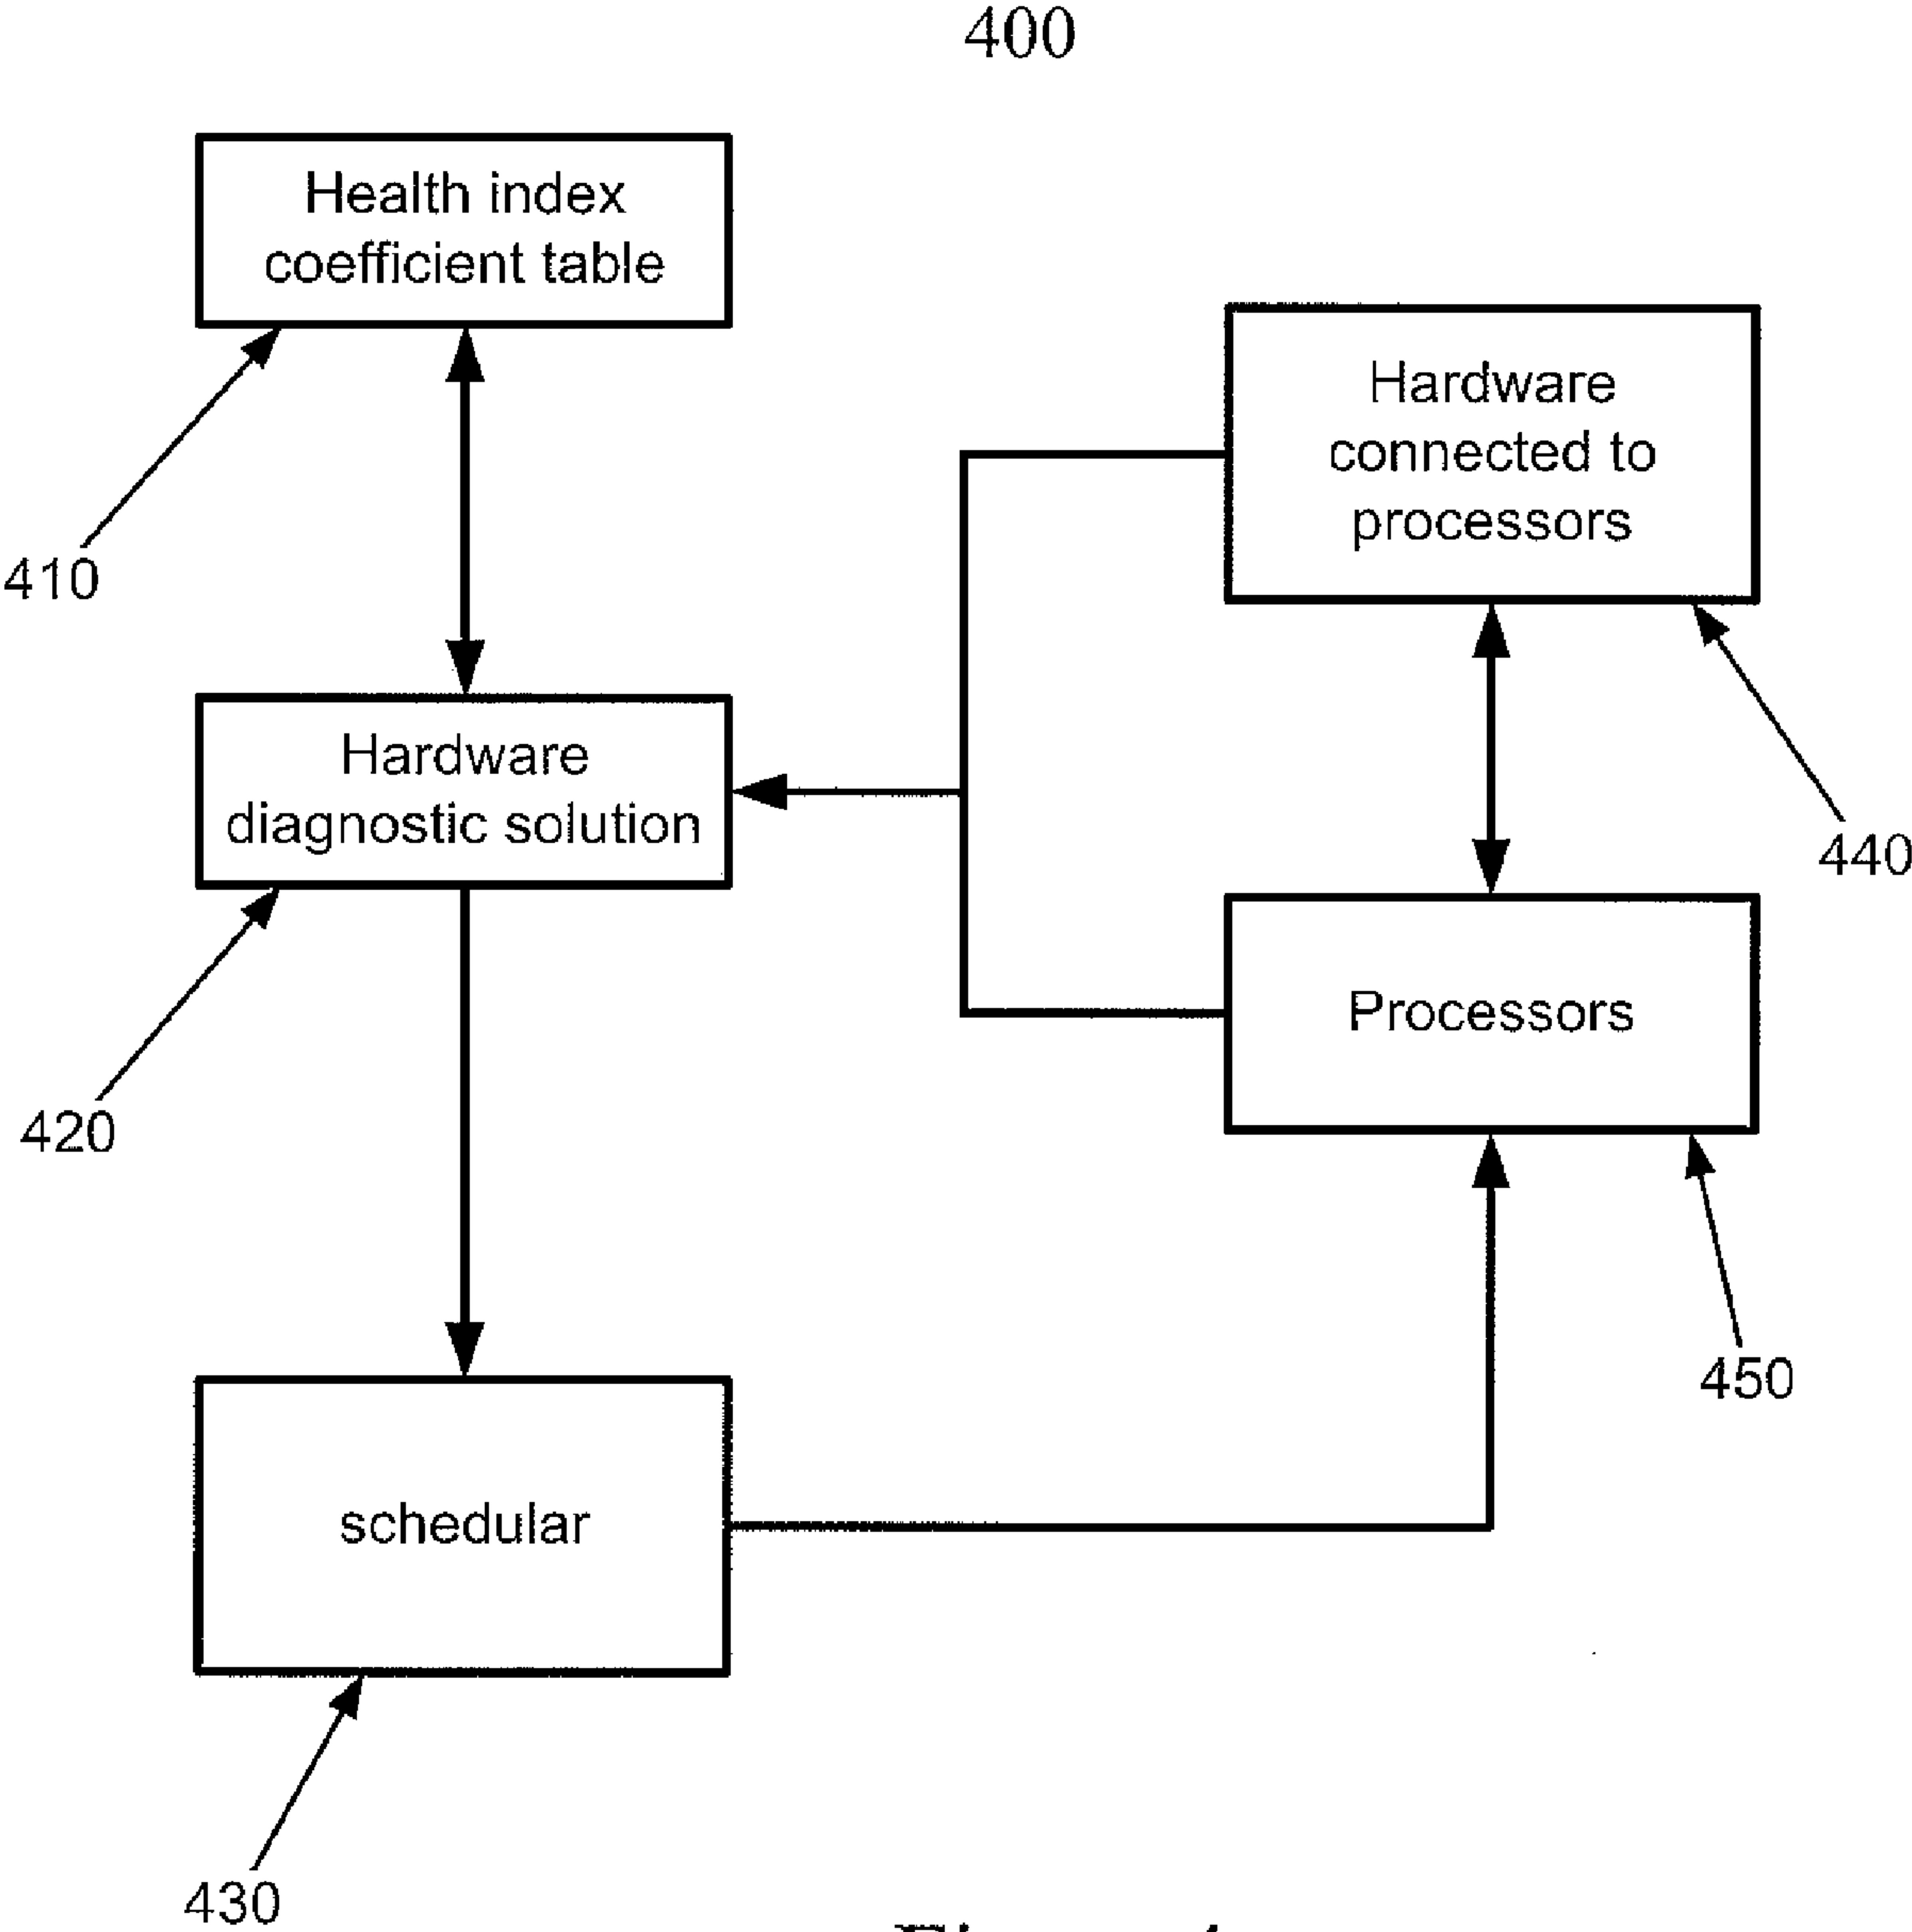 400
Health index
coefficient table
410
Hardware
connected to
processors
440
Hardware
diagnostic solution
420
Processors
450
schedular
430